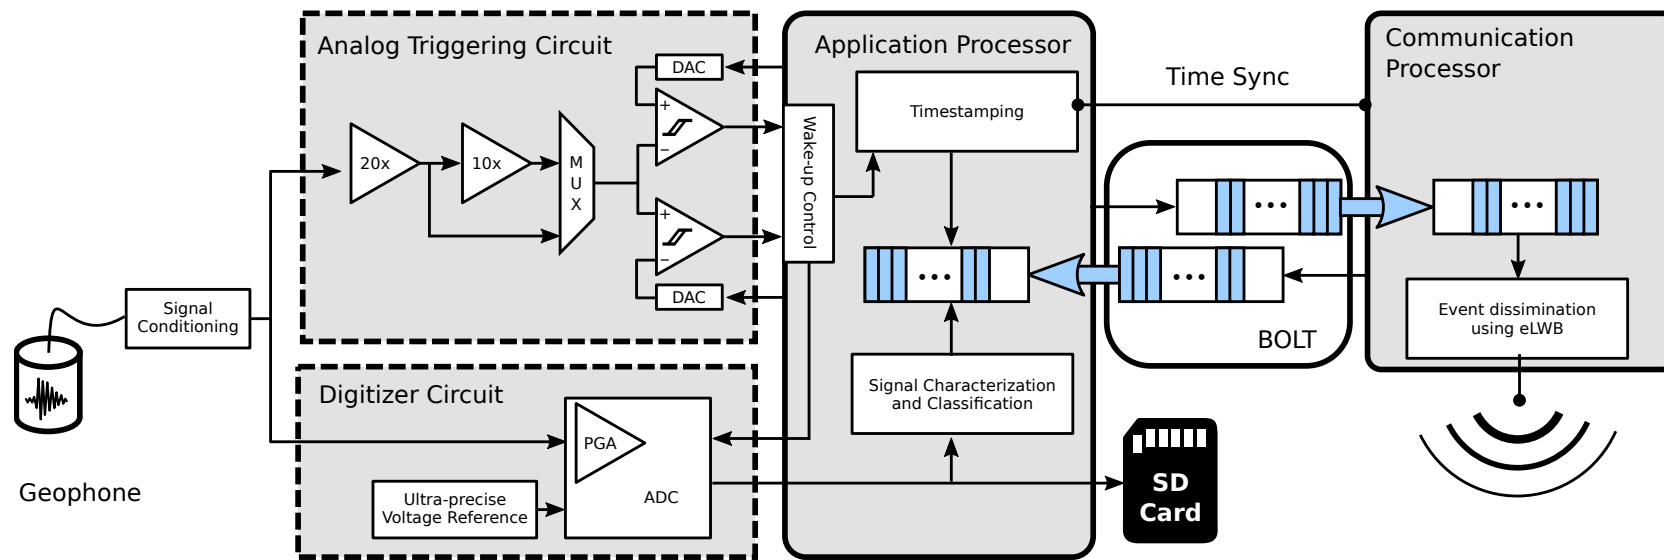 Analog Triggering Circuit
DAC
+
−
20x
10x
M
U
X
+
−
DAC
Signal
Conditioning
Geophone
Digitizer Circuit
PGA
ADC
Ultra-precise
Voltage Reference
Application Processor
Timestamping
Wake-up Control
•••
Signal Characterization
and Classification
SD
Card
Time Sync
•••
•••
BOLT
Communication
Processor
•••
Event dissimination
using eLWB